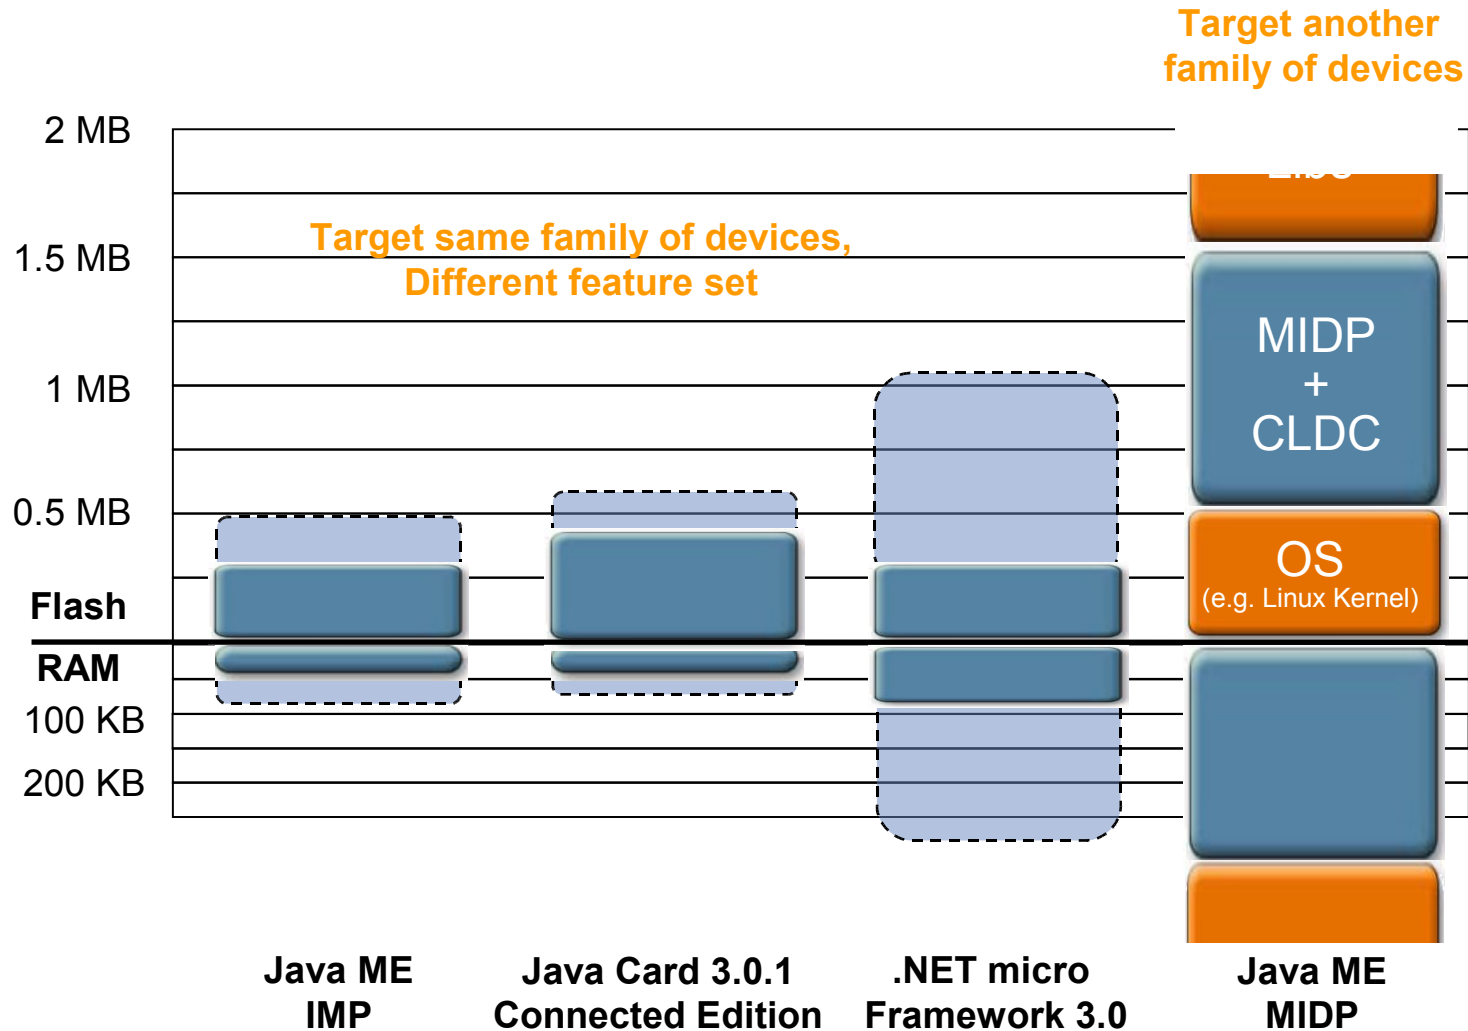 Target another
family of devices
2 MB
Target same family of devices,
1.5 MB
Different feature set
MIDP
+
CLDC
1 MB
0.5 MB
OS
(e.g. Linux Kernel)
Flash
RAM
100 KB
200 KB
Java ME
IMP
Java Card 3.0.1
Connected Edition
.NET micro
Framework 3.0
Java ME
MIDP